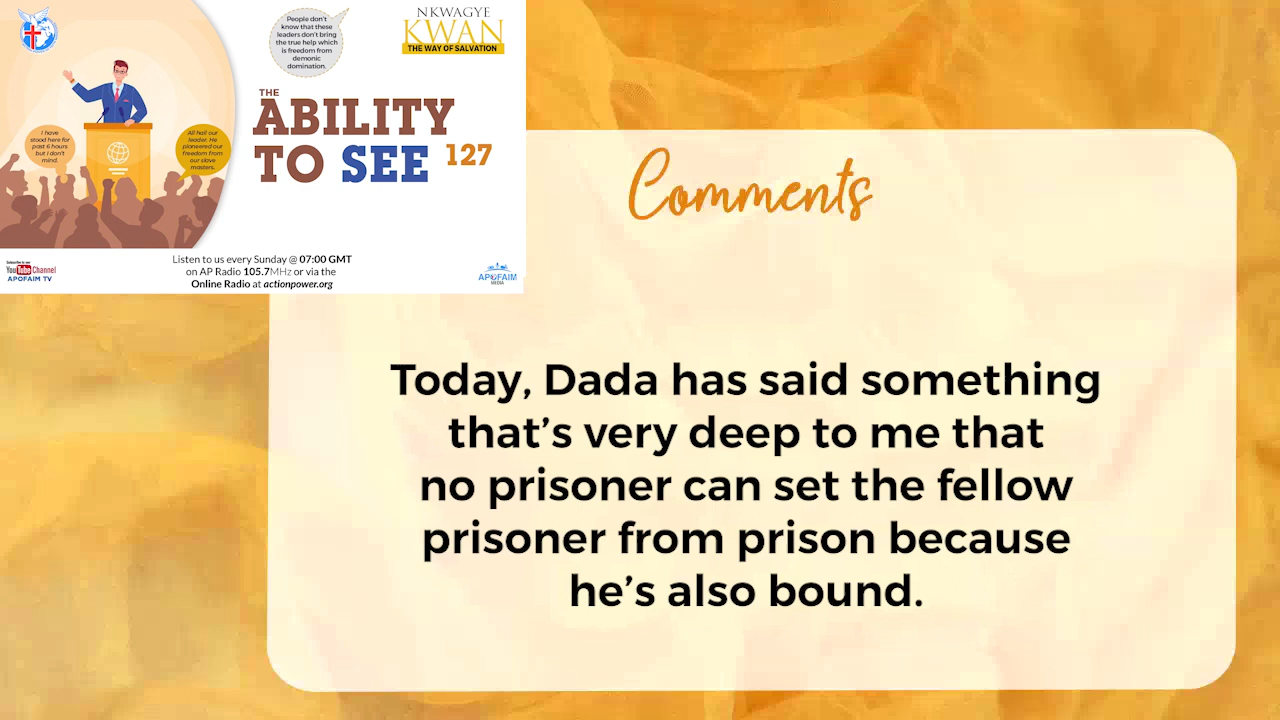 People don't
know that these
leaders don't bring
the true help which
is freedom from
demonic
domination.
NKWAGYE
KWAN
THE WAY OF SALVATION
THE
ABILITY
TO SEE 127
I have
stood here for
past 6 hours
but I don't
mind.
All hail our
leader. He
pioneered our
freedom from
our slave
masters.
Listen to us every Sunday @ 07:00 GMT
on AP Radio 105.7MHz or via the
Online Radio at actionpower.org
YouTube Channel
APOFAIM TV
APOFAIM
MEDIA
Comments
Today, Dada has said something
that's very deep to me that
no prisoner can set the fellow
prisoner from prison because
he's also bound.